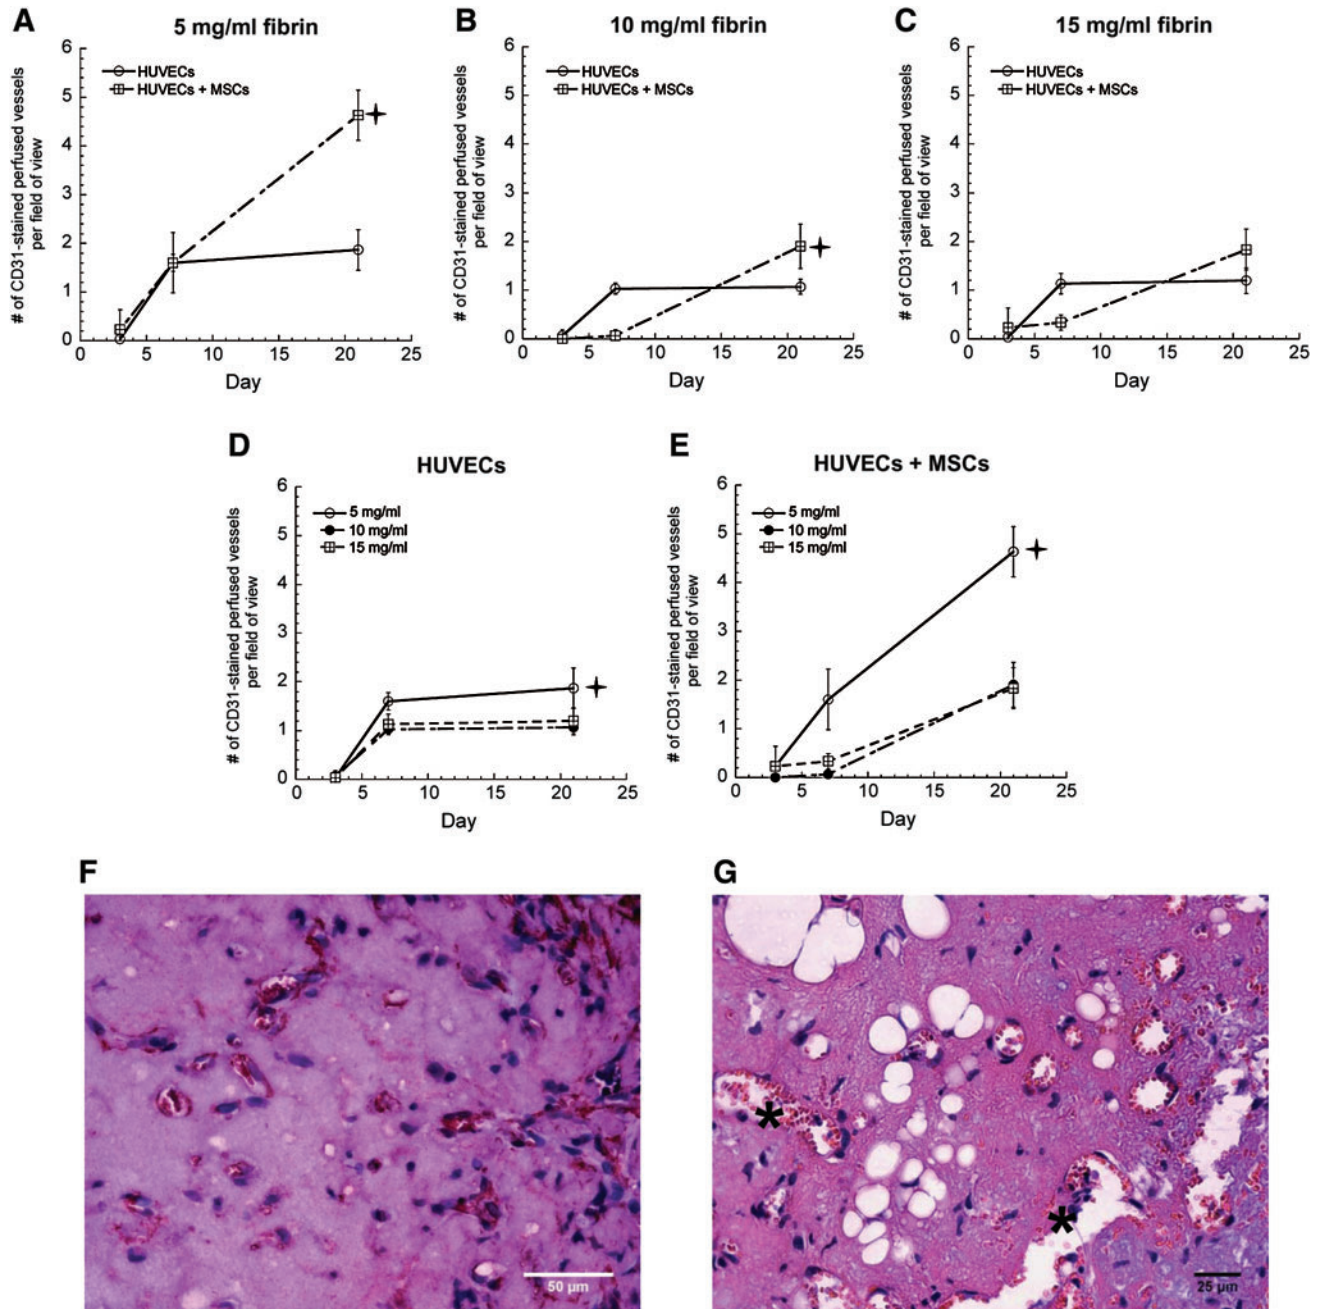 A
5 mg/ml fibrin
# of CD31-stained perfused vessels
per field of view
6
5
4
3
2
1
0
HUVECs
HUVECs + MSCs
0 5 10 15 20 25
Day
B
10 mg/ml fibrin
# of CD31-stained perfused vessels
per field of view
6
5
4
3
2
1
0
HUVECs
HUVECs + MSCs
0 5 10 15 20 25
Day
C
15 mg/ml fibrin
# of CD31-stained perfused vessels
per field of view
6
5
4
3
2
1
0
HUVECs
HUVECs + MSCs
0 5 10 15 20 25
Day
D
HUVECs
# of CD31-stained perfused vessels
per field of view
6
5
4
3
2
1
0
5 mg/ml
10 mg/ml
15 mg/ml
0 5 10 15 20 25
Day
E
HUVECs + MSCs
# of CD31-stained perfused vessels
per field of view
6
5
4
3
2
1
0
5 mg/ml
10 mg/ml
15 mg/ml
0 5 10 15 20 25
Day
F
50 µm
G
*
*
25 µm